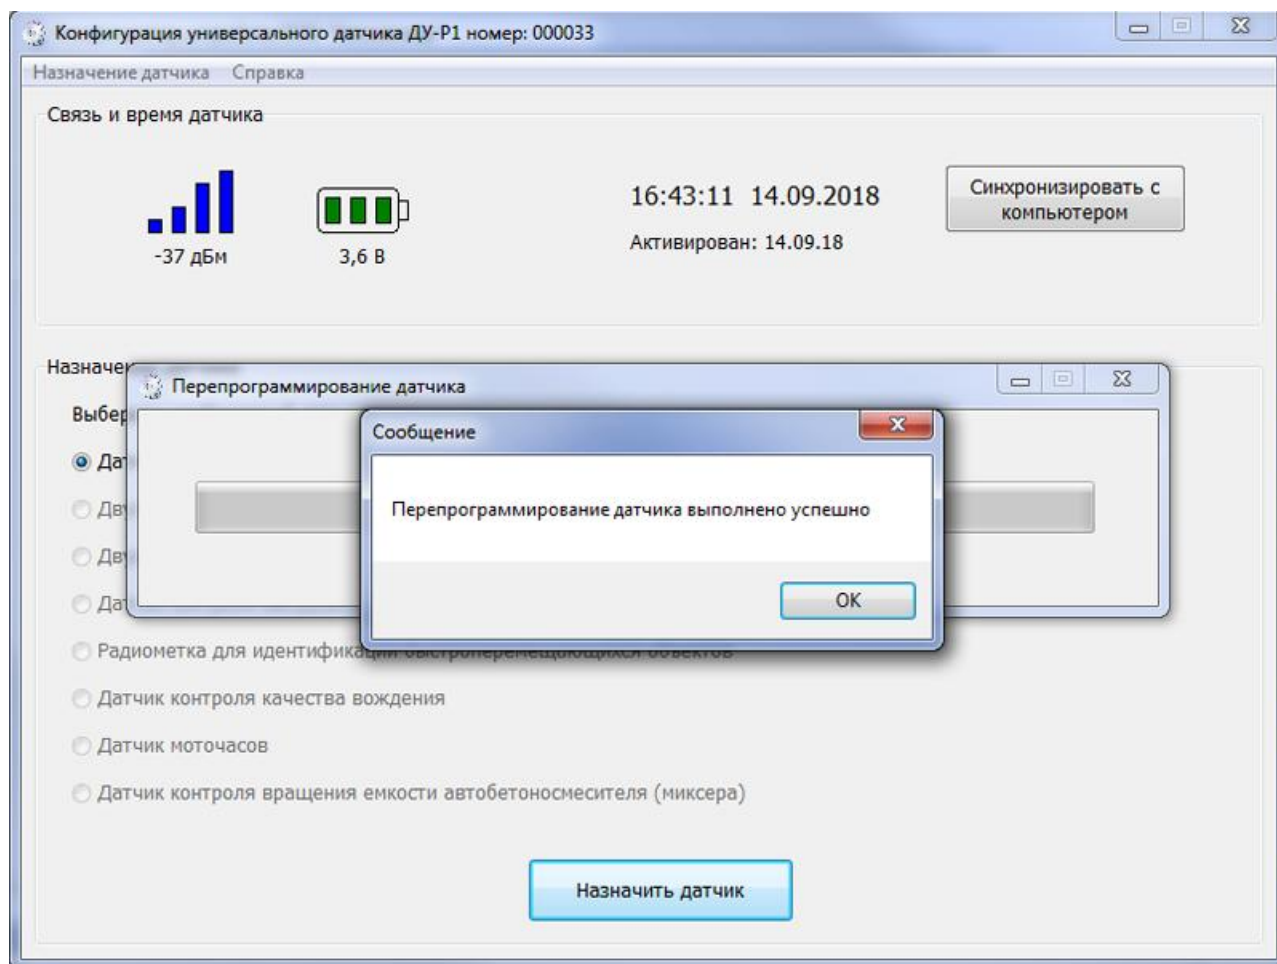 Конфигурация универсального датчика ДУ-Р1 номер: 000033
Назначение датчика Справка
Связь и время датчика
-37 дБм
3,6 В
16:43:11 14.09.2018
Активирован: 14.09.18
Синхронизировать с
компьютером
Перепрограммирование датчика
Сообщение
Перепрограммирование датчика выполнено успешно
OK
Радиометка для
Датчик контроля качества вождения
Датчик моточасов
Датчик контроля вращения емкости автобетоносмесителя (миксера)
Назначить датчик